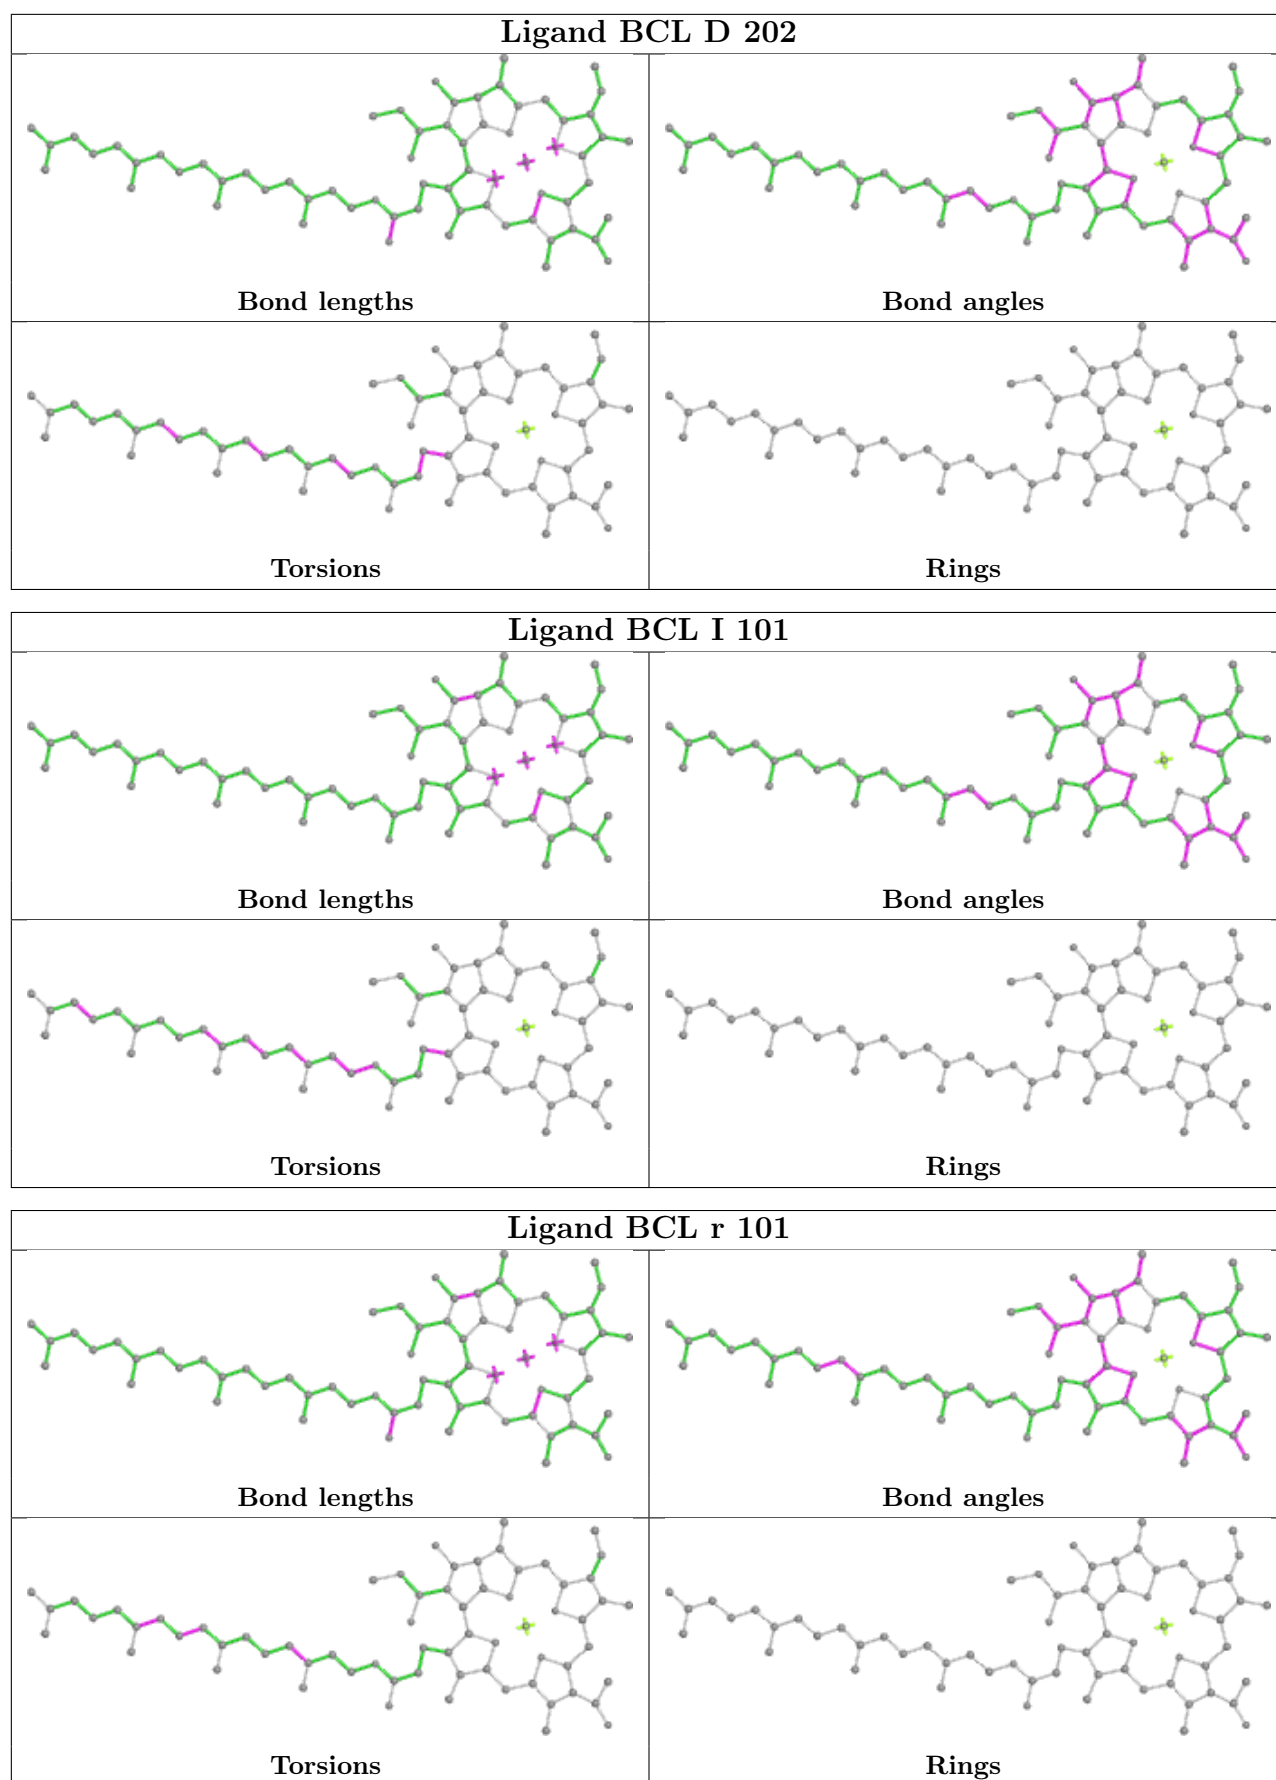 Ligand BCL D 202
Bond lengths
Bond angles
Torsions
Rings
Ligand BCL I 101
Bond lengths
Bond angles
Torsions
Rings
Ligand BCL r 101
Bond lengths
Bond angles
Torsions
Rings